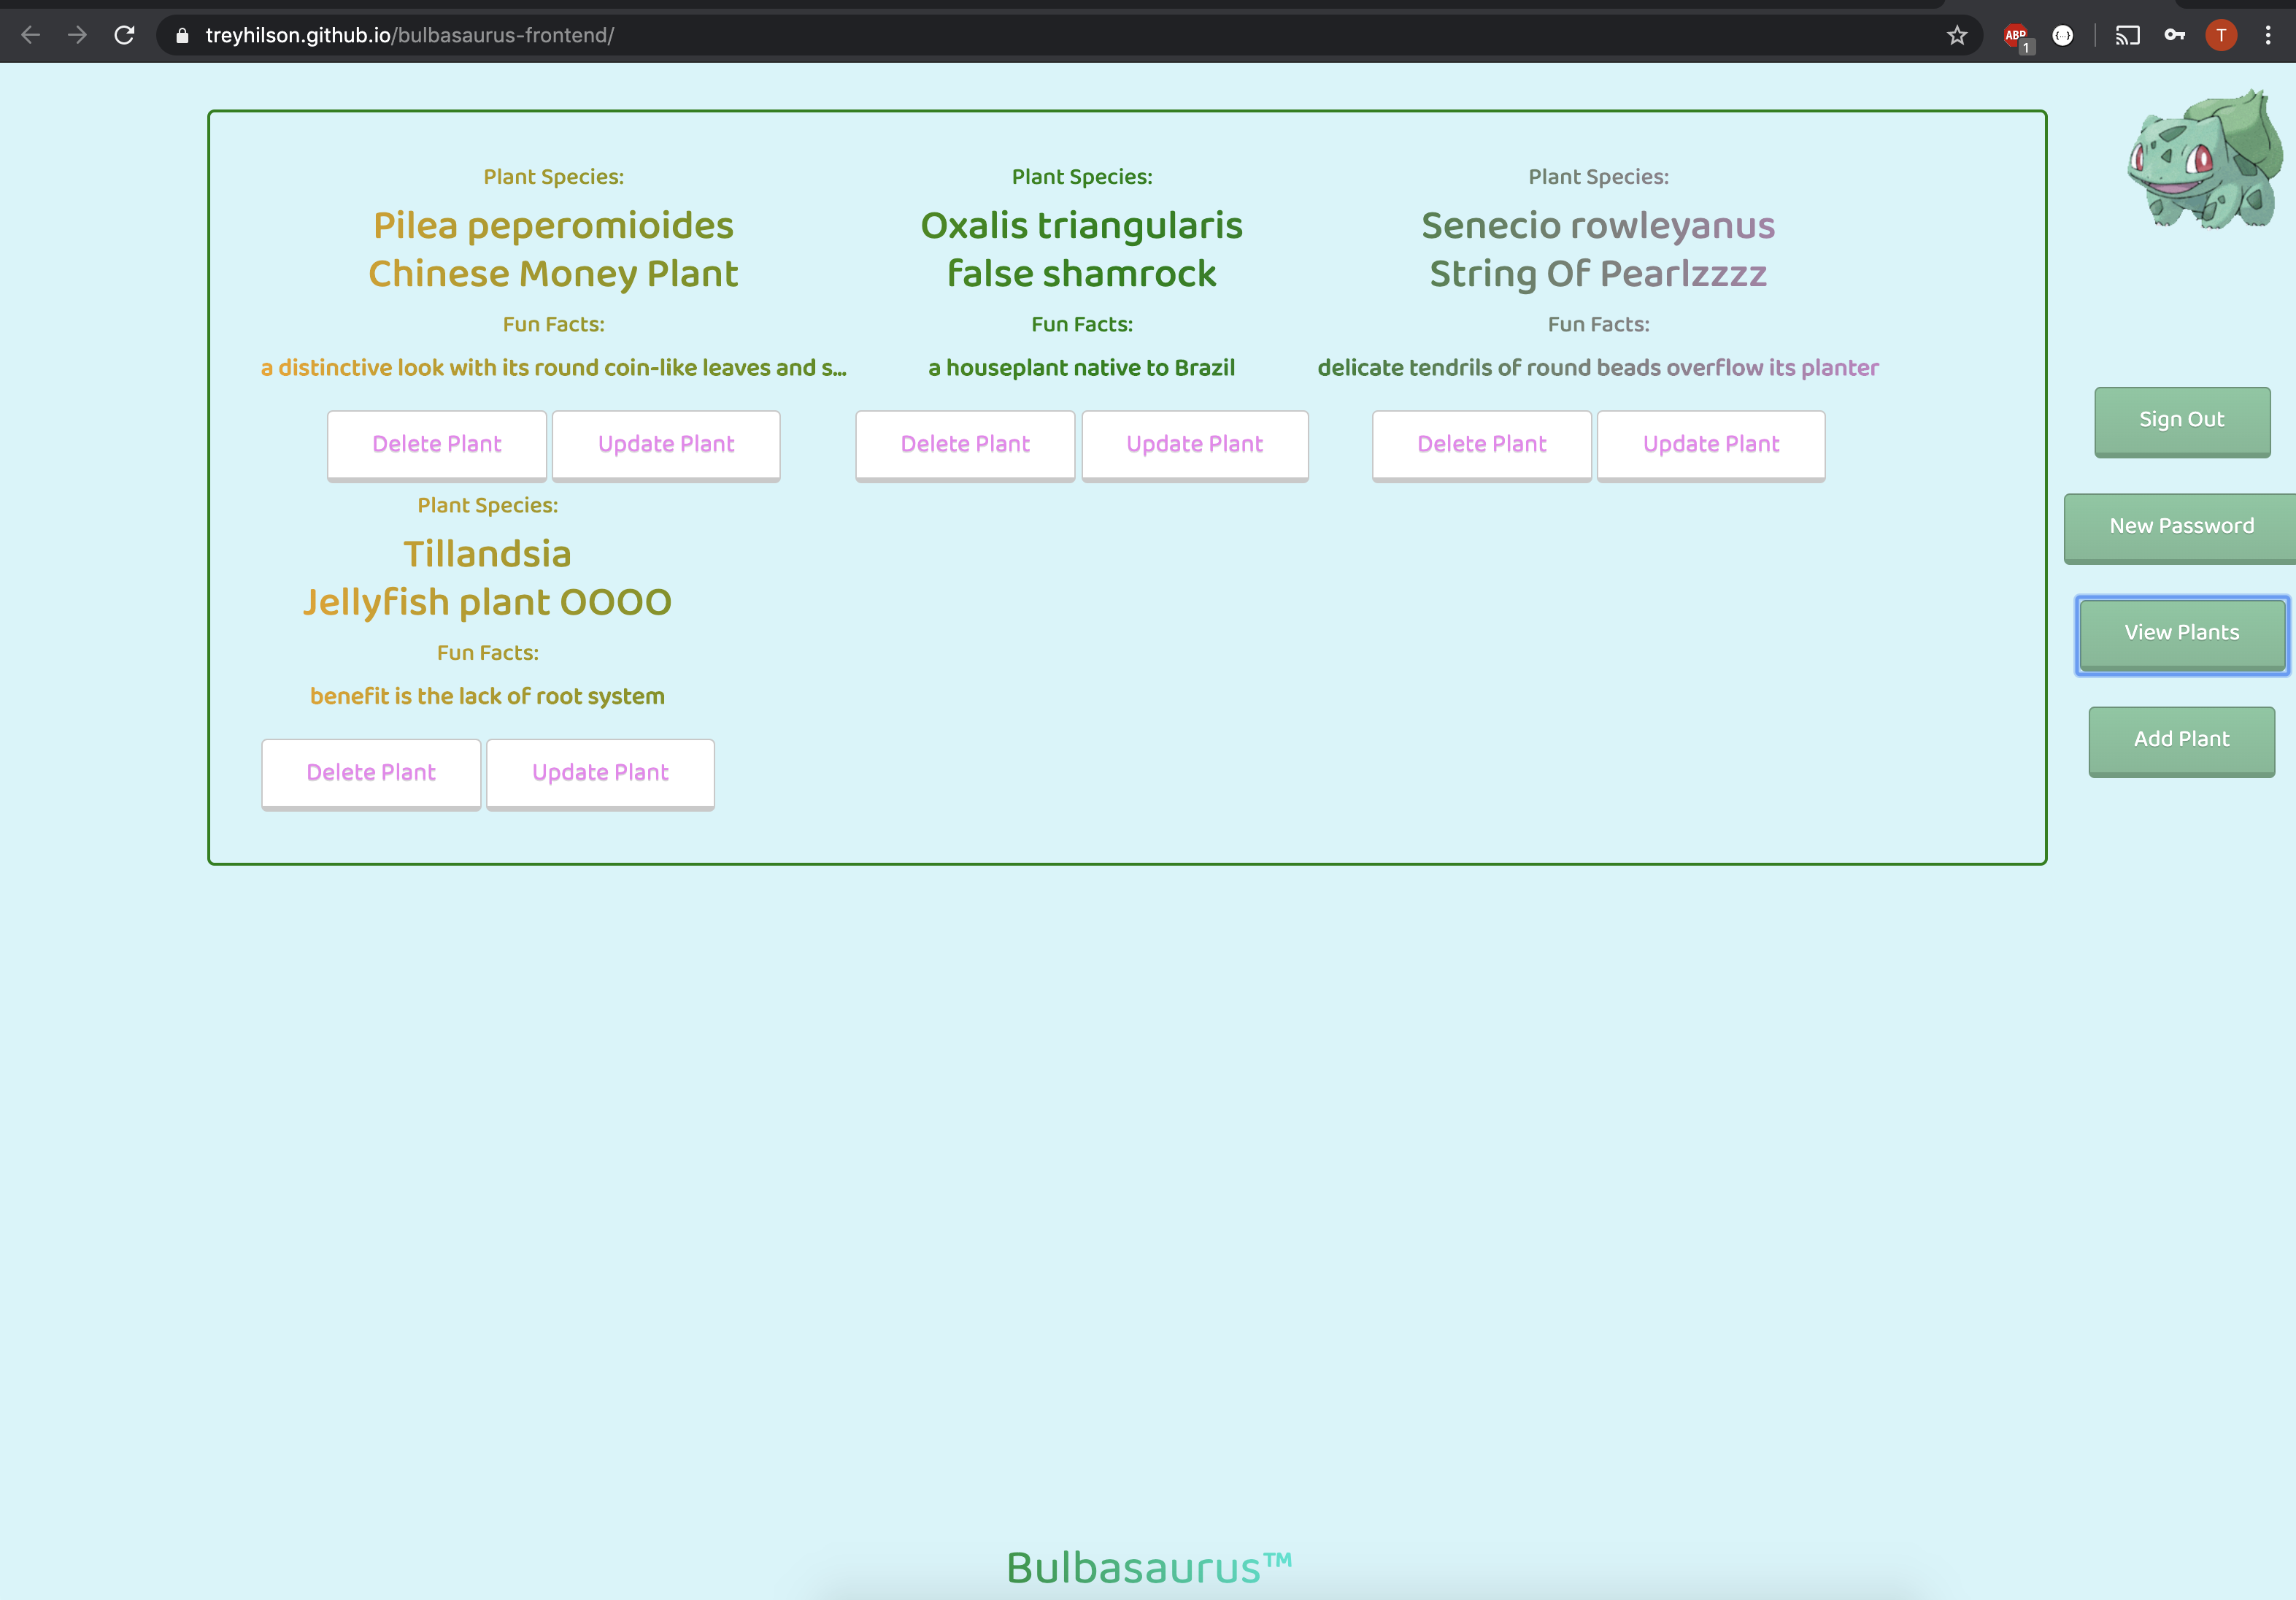 treyhilson.github.io/bulbasaurus-frontend/
ABP
1
T
Plant Species:
Pilea peperomioides
Chinese Money Plant
Fun Facts:
a distinctive look with its round coin-like leaves and s...
Delete Plant
Update Plant
Plant Species:
Oxalis triangularis
false shamrock
Fun Facts:
a houseplant native to Brazil
Delete Plant
Update Plant
Plant Species:
Senecio rowleyanus
String Of Pearlzzzz
Fun Facts:
delicate tendrils of round beads overflow its planter
Delete Plant
Update Plant
Plant Species:
Tillandsia
Jellyfish plant OOOO
Fun Facts:
benefit is the lack of root system
Delete Plant
Update Plant
Sign Out
New Password
View Plants
Add Plant
Bulbasaurus™